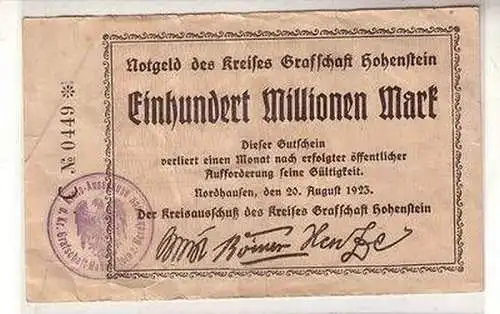 Notgeld des Kreises Grafschaft Hohenstein
Einhundert Millionen Mark
Dieser Gutschein
verliert einen Monat nach erfolgter öffentlicher
Aufforderung seine Gültigkeit.
Nordhausen, den 20. August 1923.
Der Kreisausschuß des Kreises Grafschaft Hohenstein
№ 0449 *